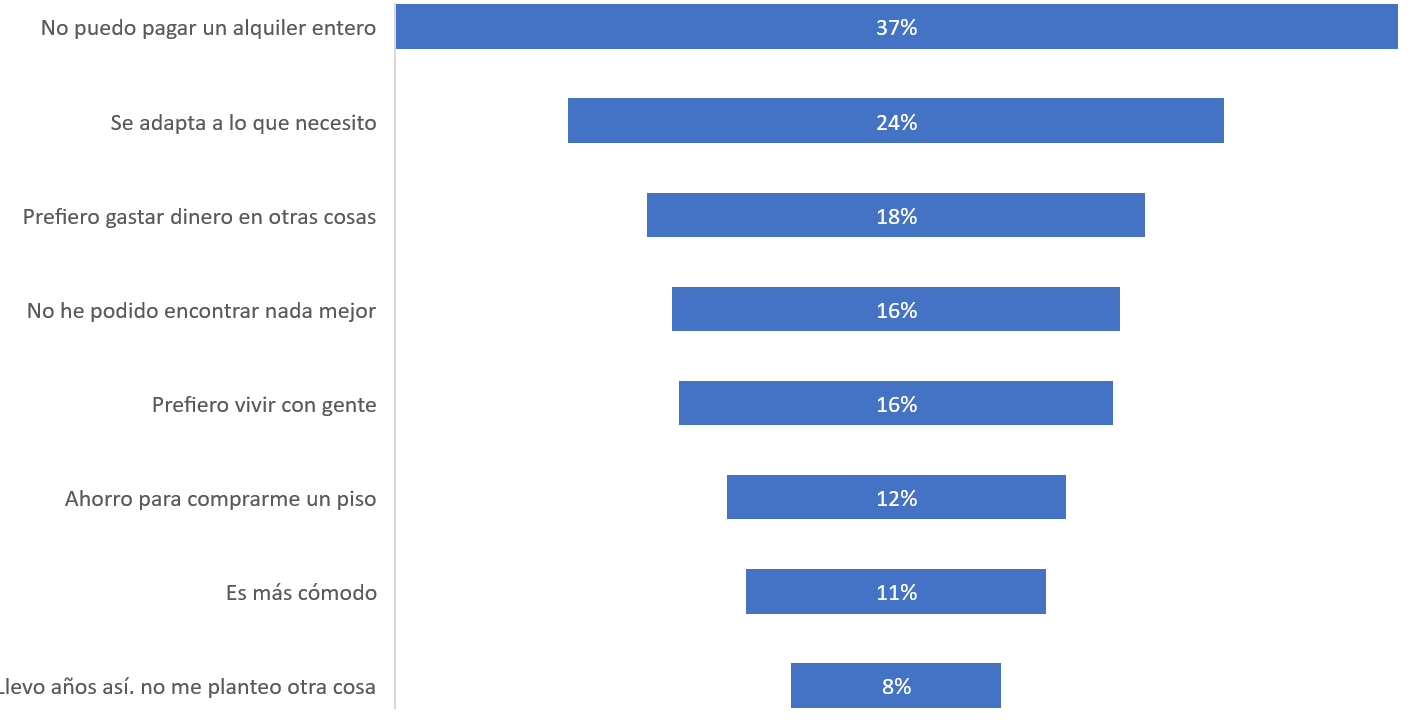 No puedo pagar un alquiler entero 37%
Se adapta a lo que necesito 24%
Prefiero gastar dinero en otras cosas 18%
No he podido encontrar nada mejor 16%
Prefiero vivir con gente 16%
Ahorro para comprarme un piso 12%
Es más cómodo 11%
Llevo años así. no me planteo otra cosa 8%